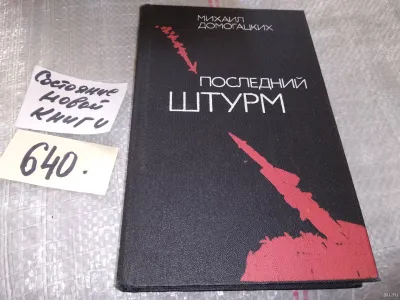 МИХАИЛ
ДОМОГАЦКИХ
ПОСЛЕДНИЙ
ШТУРМ
Состояние
новой
книги
640.